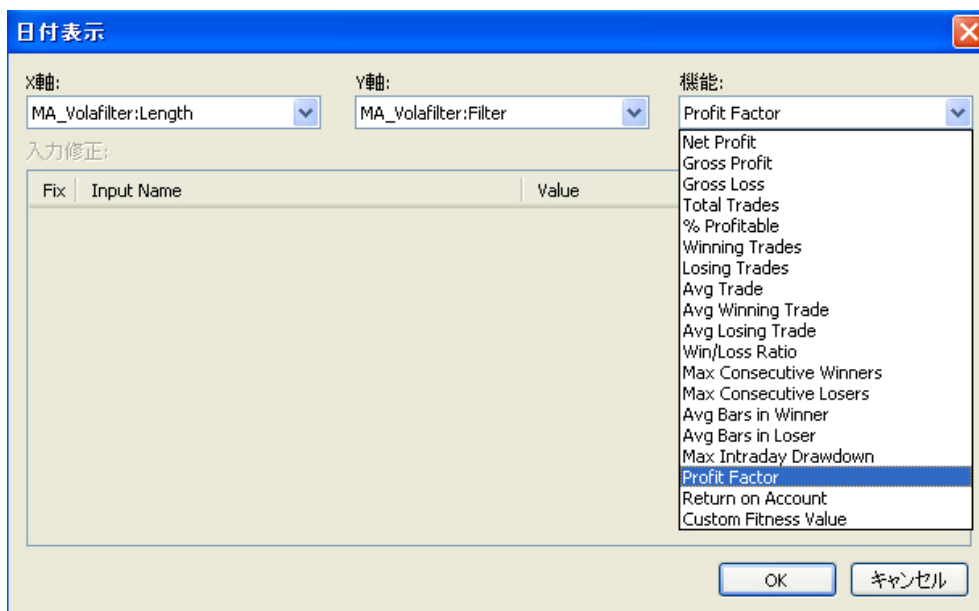 日付表示
X軸: Y軸: 機能:
MA_Volafilter:Length MA_Volafilter:Filter Profit Factor
入力修正:
Fix Input Name Value
Net Profit
Gross Profit
Gross Loss
Total Trades
% Profitable
Winning Trades
Losing Trades
Avg Trade
Avg Winning Trade
Avg Losing Trade
Win/Loss Ratio
Max Consecutive Winners
Max Consecutive Losers
Avg Bars in Winner
Avg Bars in Loser
Max Intraday Drawdown
Profit Factor
Return on Account
Custom Fitness Value
OK キャンセル